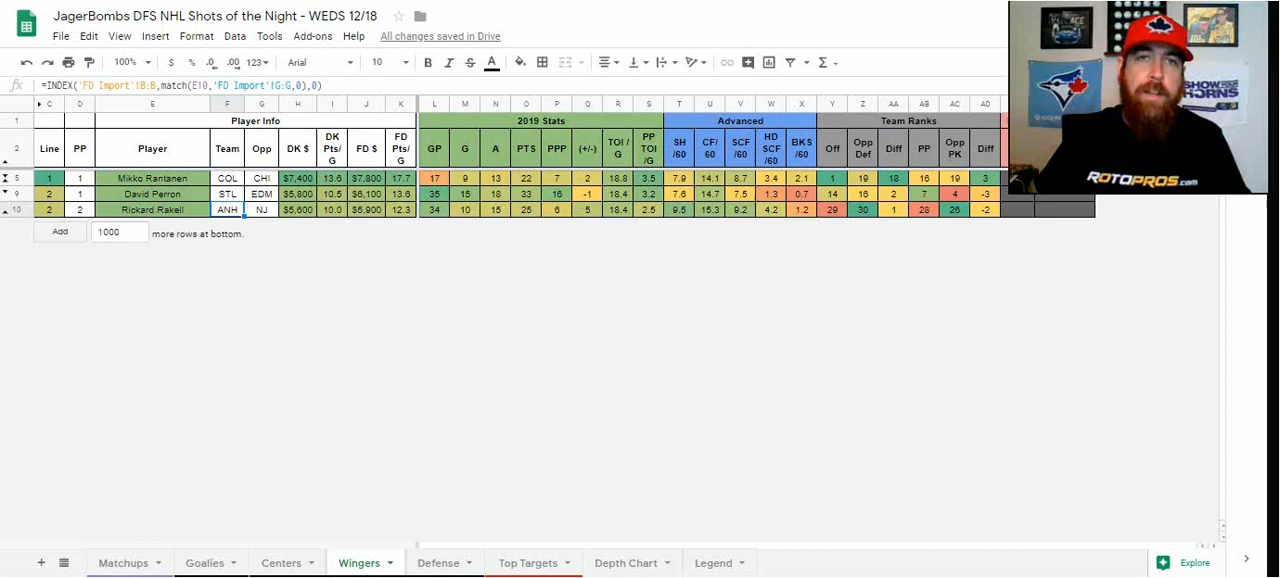 JagerBombs DFS NHL Shots of the Night - WEDS 12/18
File Edit View Insert Format Data Tools Add-ons Help All changes saved in Drive
100% $ % .0 .00 123 Arial 10 B I S A
fx =INDEX('FD Import'!B:B,match(E10,'FD Import'!G:G,0),0)
C D E F G H I J K L M N O P Q R S T U V W X Y Z AA AB AC AD
1 Player Info 2019 Stats Advanced Team Ranks
2 Line PP Player Team Opp DK $ DK Pts/ G FD $ FD Pts/ G GP G A PTS PPP (+/-) TOI / G PP TOI /G SH /60 CF/ 60 SCF /60 HD SCF /60 BKS /60 Off Opp Def Diff PP Opp PK Diff
5 1 1 Mikko Rantanen COL CHI $7,400 13.6 $7,800 17.7 17 9 13 22 7 2 18.8 3.5 7.9 14.1 8.7 3.4 2.1 1 19 18 16 19 3
9 2 1 David Perron STL EDM $5,800 10.5 $6,100 13.6 35 15 18 33 16 -1 18.4 3.2 7.6 14.7 7.5 1.3 0.7 14 16 2 7 4 -3
10 2 2 Rickard Rakell ANH NJ $5,600 10.0 $5,900 12.3 34 10 15 25 6 5 18.4 2.5 9.5 15.3 9.2 4.2 1.2 29 30 1 28 26 -2
Add 1000 more rows at bottom.
SHOW YOUR HORNS
ROTOPROS.com
+ Matchups Goalies Centers Wingers Defense Top Targets Depth Chart Legend Explore